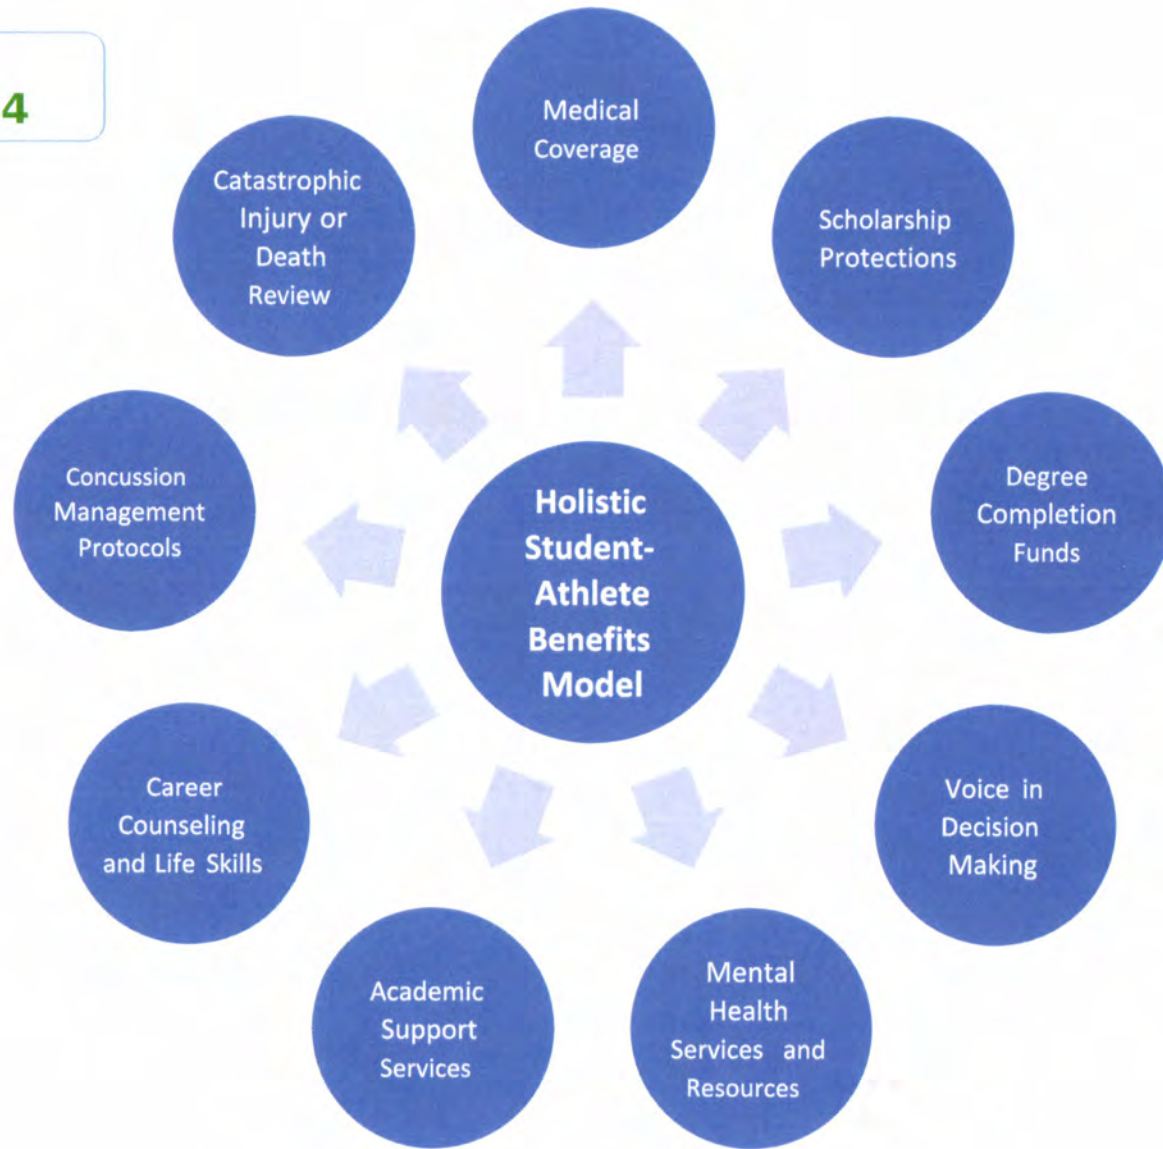 4
Medical
Coverage
Scholarship
Protections
Degree
Completion
Funds
Voice in
Decision
Making
Mental
Health
Services and
Resources
Academic
Support
Services
Career
Counseling
and Life Skills
Concussion
Management
Protocols
Catastrophic
Injury or
Death
Review
Holistic
Student-
Athlete
Benefits
Model